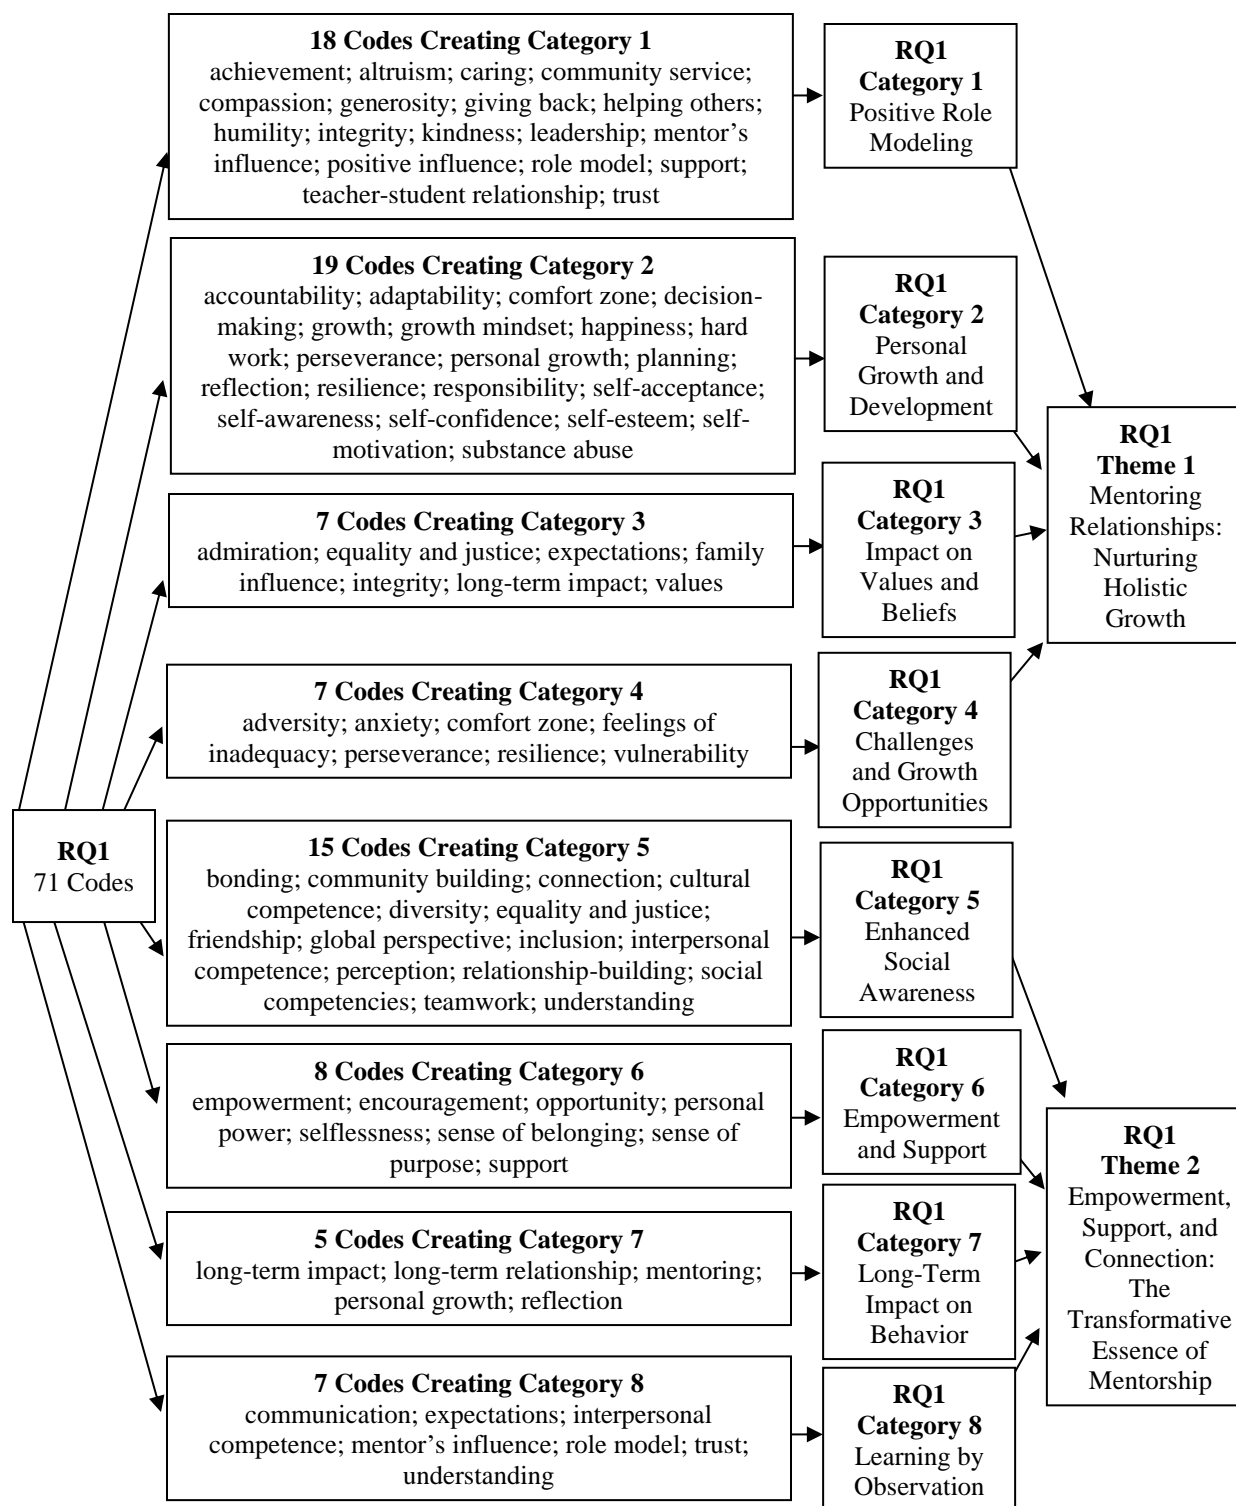 18 Codes Creating Category 1
achievement; altruism; caring; community service;
compassion; generosity; giving back; helping others;
humility; integrity; kindness; leadership; mentor’s
influence; positive influence; role model; support;
teacher-student relationship; trust
RQ1
Category 1
Positive Role
Modeling
19 Codes Creating Category 2
accountability; adaptability; comfort zone; decision-
making; growth; growth mindset; happiness; hard
work; perseverance; personal growth; planning;
reflection; resilience; responsibility; self-acceptance;
self-awareness; self-confidence; self-esteem; self-
motivation; substance abuse
RQ1
Category 2
Personal
Growth and
Development
7 Codes Creating Category 3
admiration; equality and justice; expectations; family
influence; integrity; long-term impact; values
RQ1
Category 3
Impact on
Values and
Beliefs
RQ1
Theme 1
Mentoring
Relationships:
Nurturing
Holistic
Growth
7 Codes Creating Category 4
adversity; anxiety; comfort zone; feelings of
inadequacy; perseverance; resilience; vulnerability
RQ1
Category 4
Challenges
and Growth
Opportunities
RQ1
71 Codes
15 Codes Creating Category 5
bonding; community building; connection; cultural
competence; diversity; equality and justice;
friendship; global perspective; inclusion; interpersonal
competence; perception; relationship-building; social
competencies; teamwork; understanding
RQ1
Category 5
Enhanced
Social
Awareness
8 Codes Creating Category 6
empowerment; encouragement; opportunity; personal
power; selflessness; sense of belonging; sense of
purpose; support
RQ1
Category 6
Empowerment
and Support
5 Codes Creating Category 7
long-term impact; long-term relationship; mentoring;
personal growth; reflection
RQ1
Category 7
Long-Term
Impact on
Behavior
RQ1
Theme 2
Empowerment,
Support, and
Connection:
The
Transformative
Essence of
Mentorship
7 Codes Creating Category 8
communication; expectations; interpersonal
competence; mentor’s influence; role model; trust;
understanding
RQ1
Category 8
Learning by
Observation